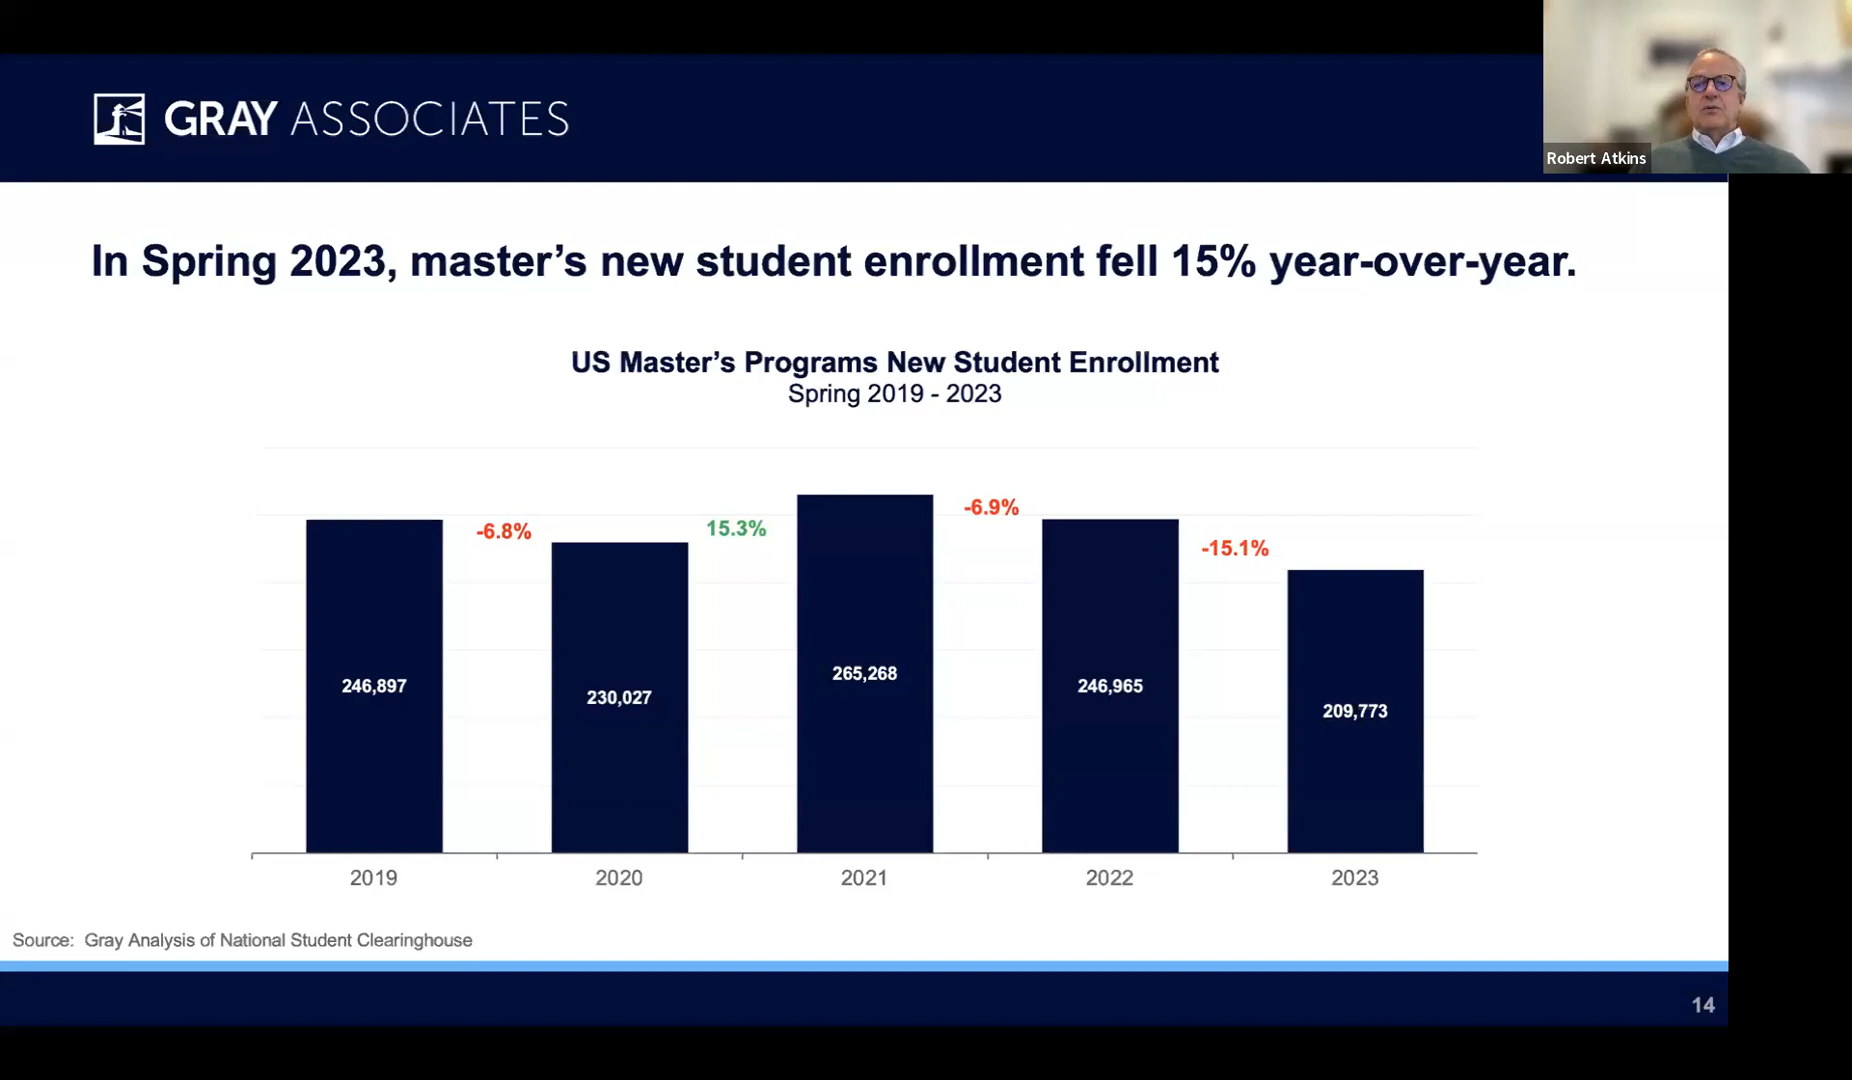 GRAY ASSOCIATES
Robert Atkins
In Spring 2023, master’s new student enrollment fell 15% year-over-year.
US Master’s Programs New Student Enrollment
Spring 2019 - 2023
-6.8%
15.3%
-6.9%
-15.1%
246,897
230,027
265,268
246,965
209,773
2019
2020
2021
2022
2023
Source: Gray Analysis of National Student Clearinghouse
14